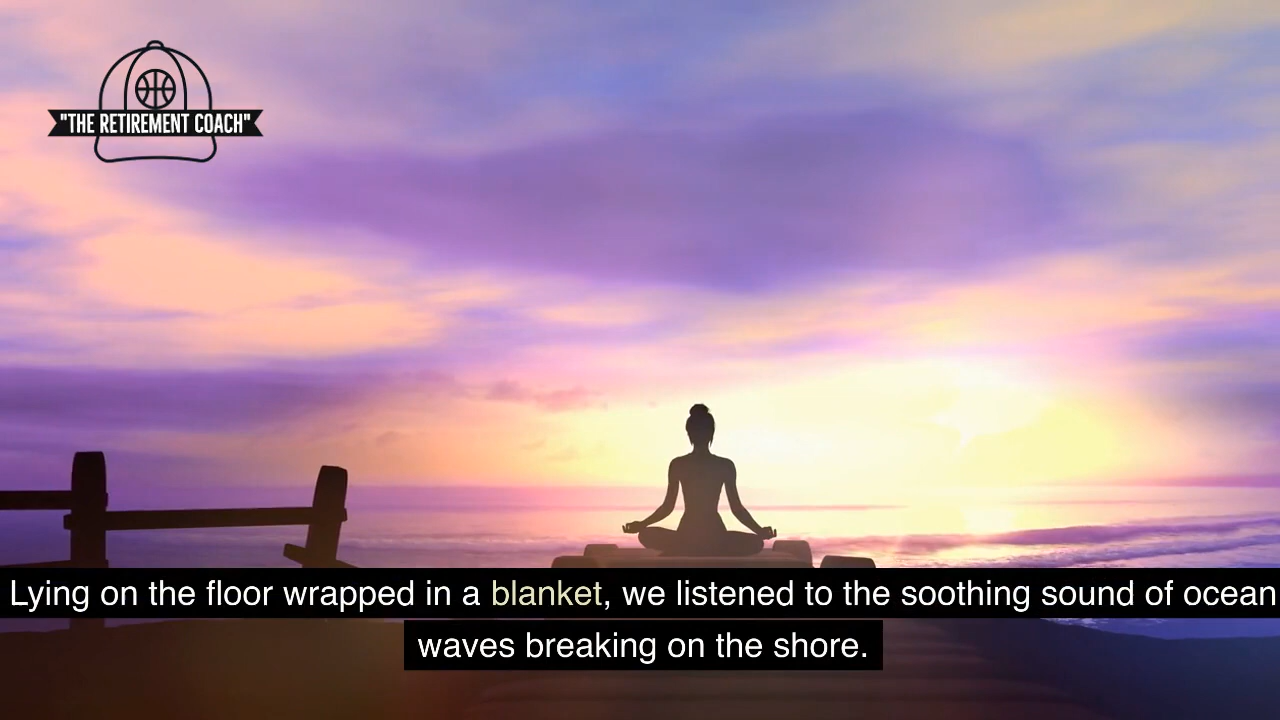 "THE RETIREMENT COACH"
Lying on the floor wrapped in a blanket, we listened to the soothing sound of ocean
waves breaking on the shore.